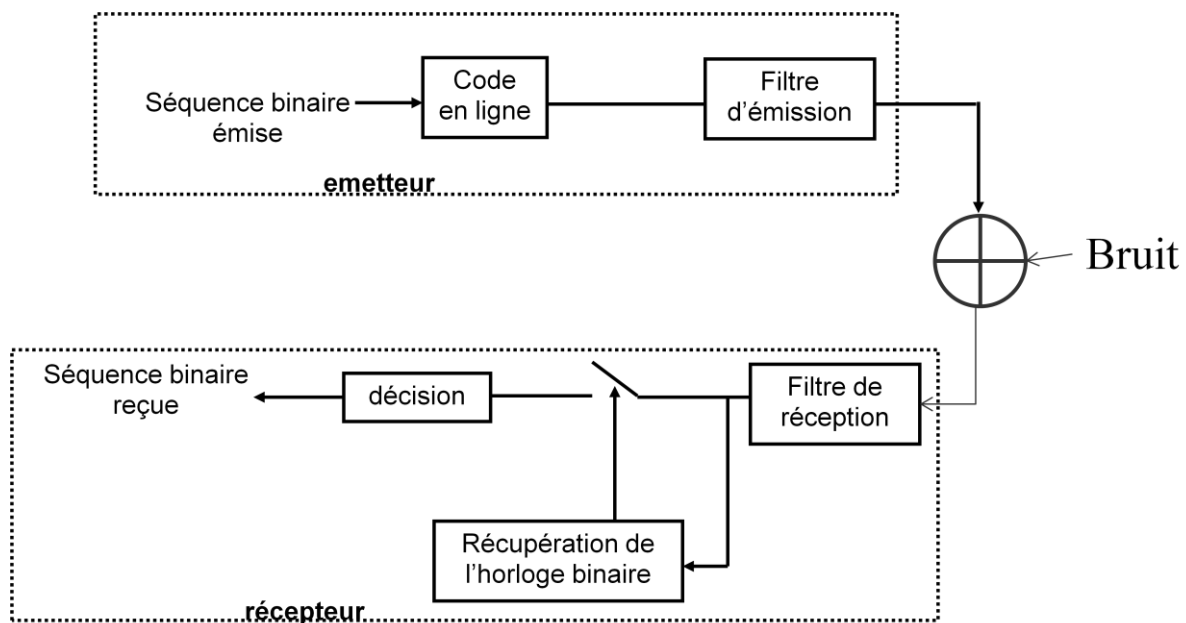 Séquence binaire
émise
Code
en ligne
Filtre
d'émission
emetteur
Bruit
Séquence binaire
reçue
décision
Filtre de
réception
Récupération de
l'horloge binaire
récepteur